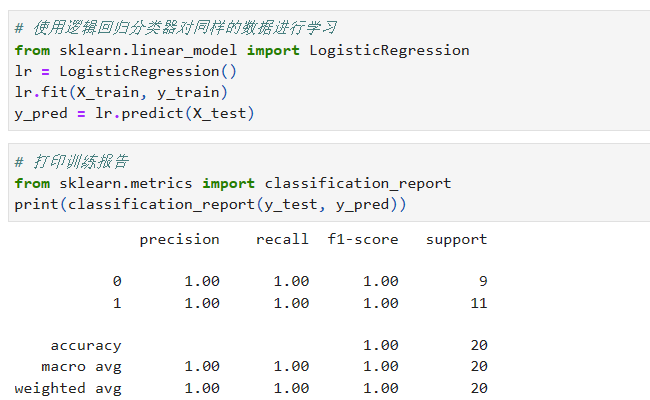 # 使用逻辑回归分类器对同样的数据进行学习
from sklearn.linear_model import LogisticRegression
lr = LogisticRegression()
lr.fit(X_train, y_train)
y_pred = lr.predict(X_test)
# 打印训练报告
from sklearn.metrics import classification_report
print(classification_report(y_test, y_pred))
precision recall f1-score support
0 1.00 1.00 1.00 9
1 1.00 1.00 1.00 11
accuracy 1.00 20
macro avg 1.00 1.00 1.00 20
weighted avg 1.00 1.00 1.00 20